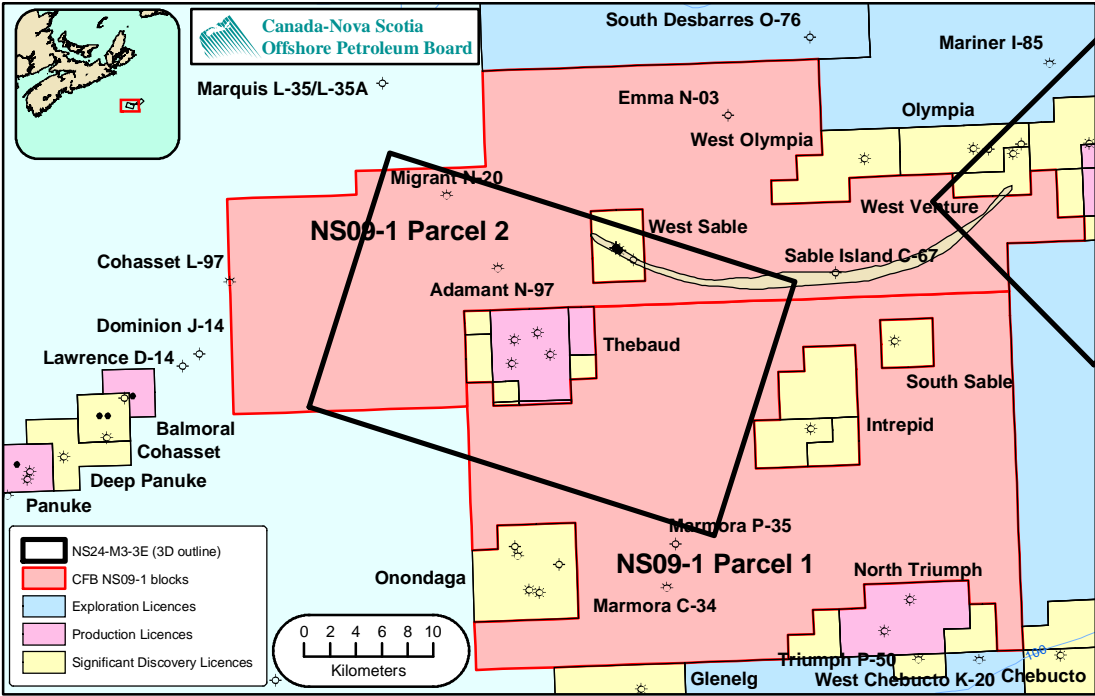 South Desbarres O-76
Canada-Nova Scotia
Offshore Petroleum Board
Mariner I-85
Marquis L-35/L-35A
Emma N-03
Olympia
West Olympia
Migrant N-20
West Venture
NS09-1 Parcel 2
West Sable
Sable Island C-67
Cohasset L-97
Adamant N-97
Dominion J-14
Thebaud
Lawrence D-14
South Sable
Balmoral
Intrepid
Cohasset
Deep Panuke
Panuke
Marmora P-35
NS24-M3-3E (3D outline)
NS09-1 Parcel 1
CFB NS09-1 blocks
Onondaga
North Triumph
Exploration Licences
Marmora C-34
Production Licences
0 2 4 6 8 10
Kilometers
Significant Discovery Licences
Triumph P-50
100
West Chebucto K-20
Chebucto
Glenelg